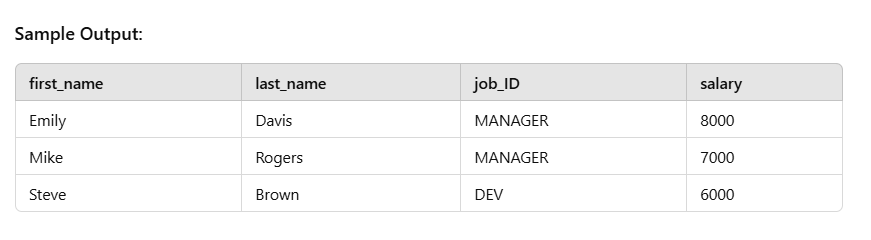 Sample Output:
first_name last_name job_ID salary
Emily Davis MANAGER 8000
Mike Rogers MANAGER 7000
Steve Brown DEV 6000